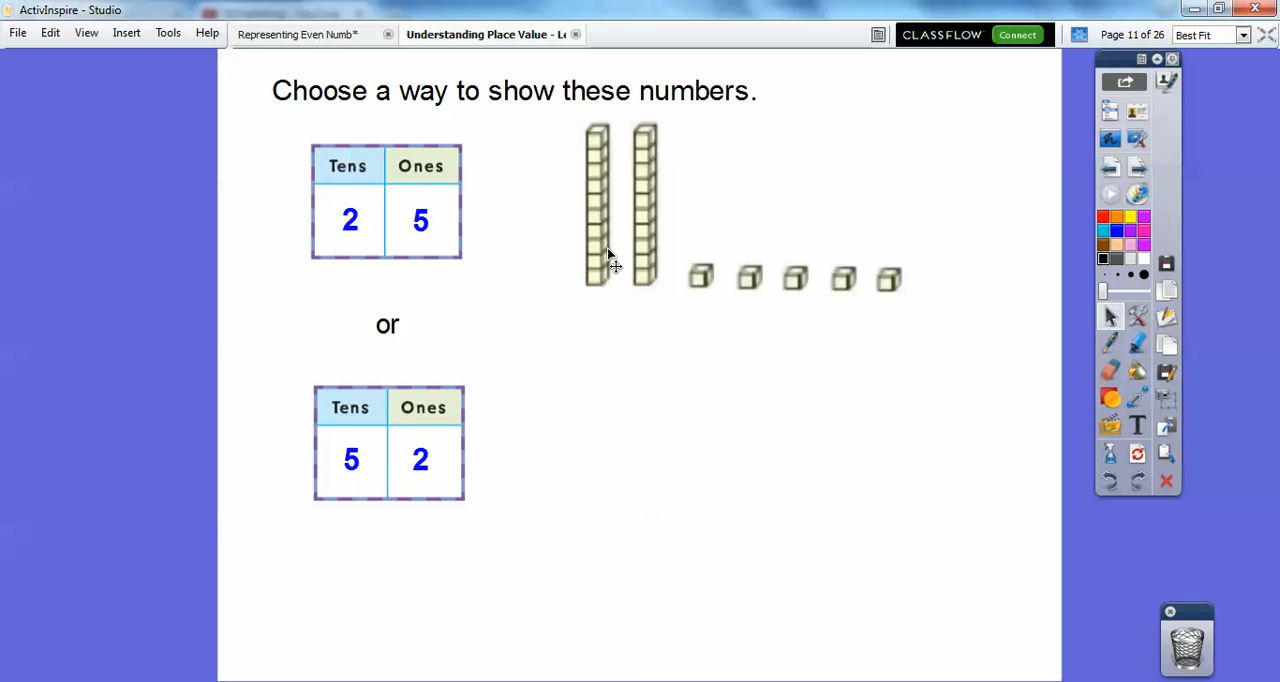 ActivInspire - Studio
File Edit View Insert Tools Help
Representing Even Numb*
Understanding Place Value - Le
CLASSFLOW Connect
Page 11 of 26
Best Fit
Choose a way to show these numbers.
Tens Ones
2 5
or
Tens Ones
5 2
T